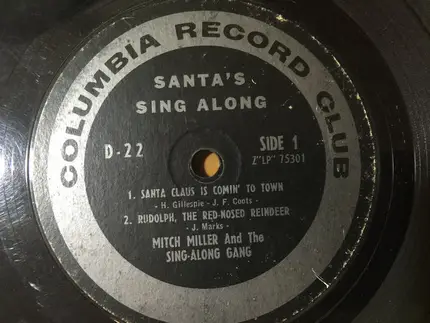 COLUMBIA RECORD CLUB
SANTA'S
SING ALONG
D-22
SIDE 1
Z"LP" 75301
1. SANTA CLAUS IS COMIN' TO TOWN
- H. Gillespie - J. F. Coots -
2. RUDOLPH, THE RED-NOSED REINDEER
- J. Marks -
MITCH MILLER And The
SING-ALONG GANG